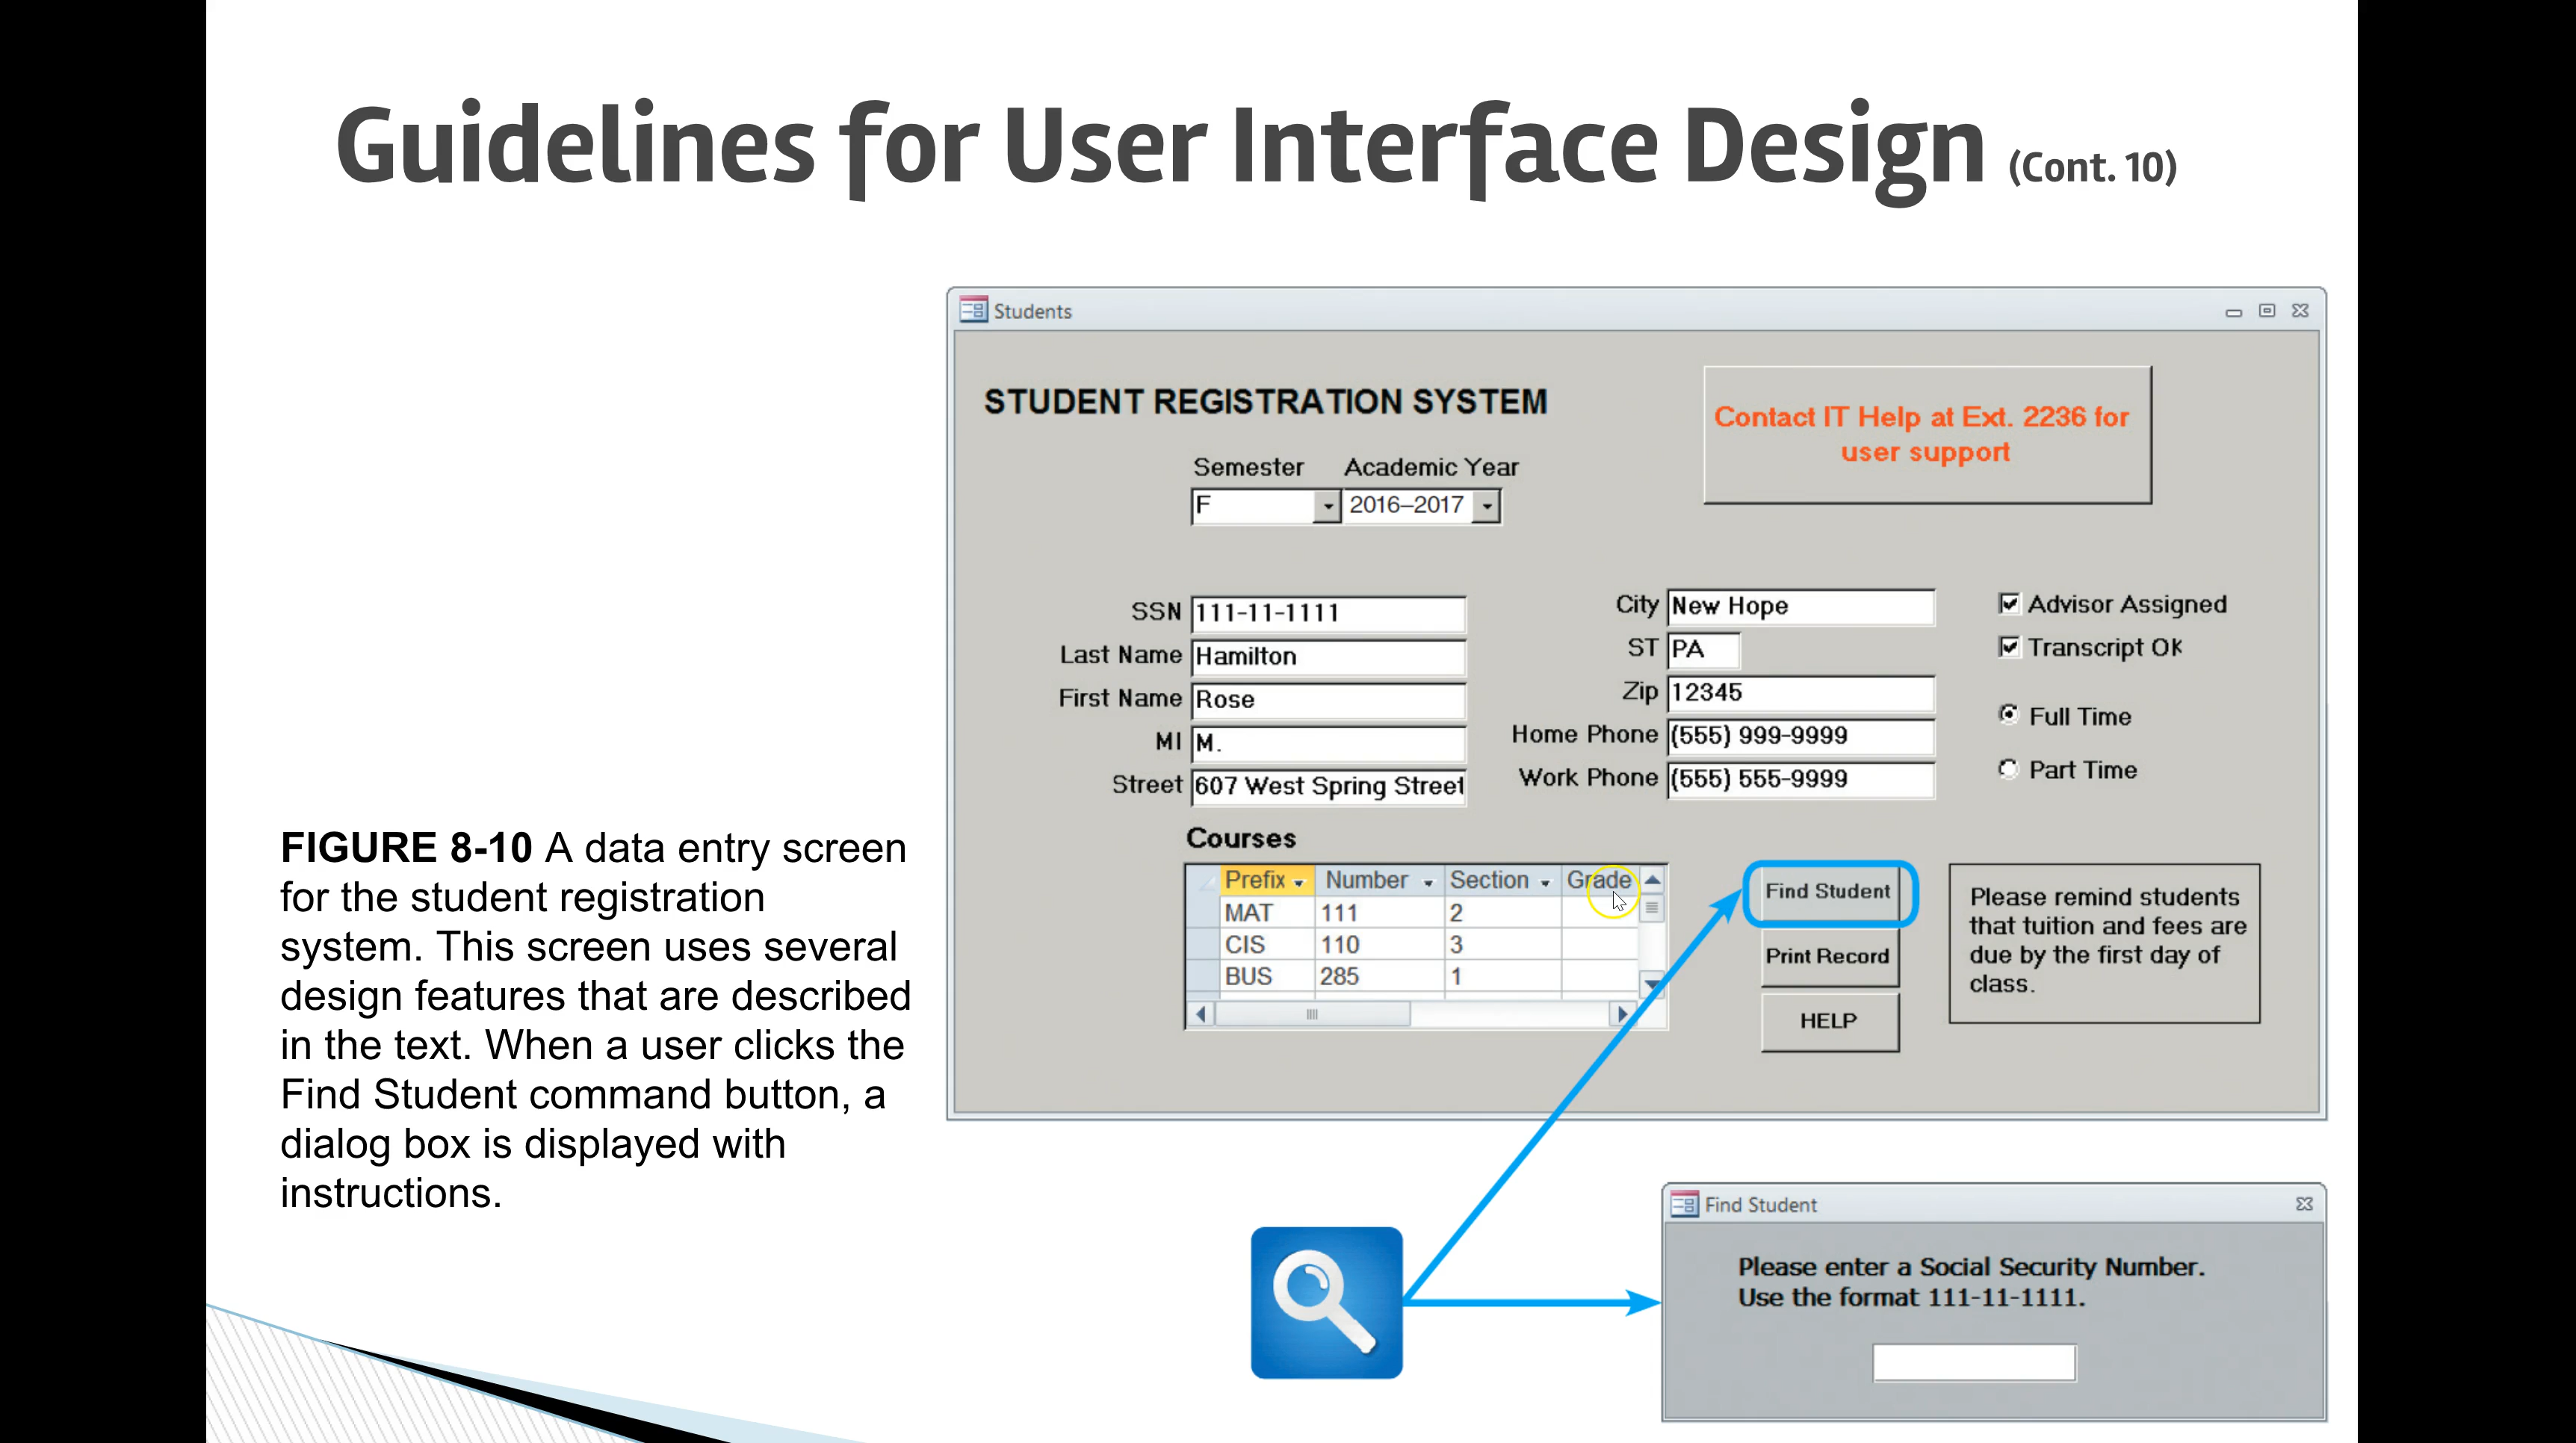 Guidelines for User Interface Design (Cont. 10)
FIGURE 8-10 A data entry screen
for the student registration
system. This screen uses several
design features that are described
in the text. When a user clicks the
Find Student command button, a
dialog box is displayed with
instructions.
Students
STUDENT REGISTRATION SYSTEM
Contact IT Help at Ext. 2236 for
user support
Semester Academic Year
F 2016–2017
SSN 111-11-1111
Last Name Hamilton
First Name Rose
MI M.
Street 607 West Spring Street
City New Hope
ST PA
Zip 12345
Home Phone (555) 999-9999
Work Phone (555) 555-9999
Advisor Assigned
Transcript OK
Full Time
Part Time
Courses
Prefix Number Section Grade
MAT 111 2
CIS 110 3
BUS 285 1
Find Student
Print Record
HELP
Please remind students
that tuition and fees are
due by the first day of
class.
Find Student
Please enter a Social Security Number.
Use the format 111-11-1111.